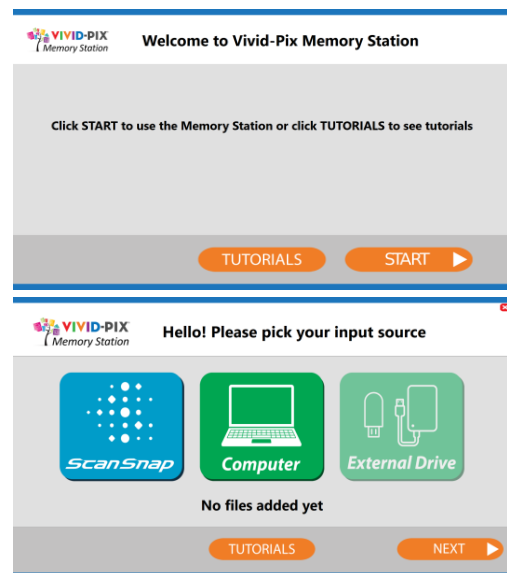 VIVID-PIX
Memory Station
Welcome to Vivid-Pix Memory Station
Click START to use the Memory Station or click TUTORIALS to see tutorials
TUTORIALS
START
VIVID-PIX
Memory Station
Hello! Please pick your input source
ScanSnap
Computer
External Drive
No files added yet
TUTORIALS
NEXT